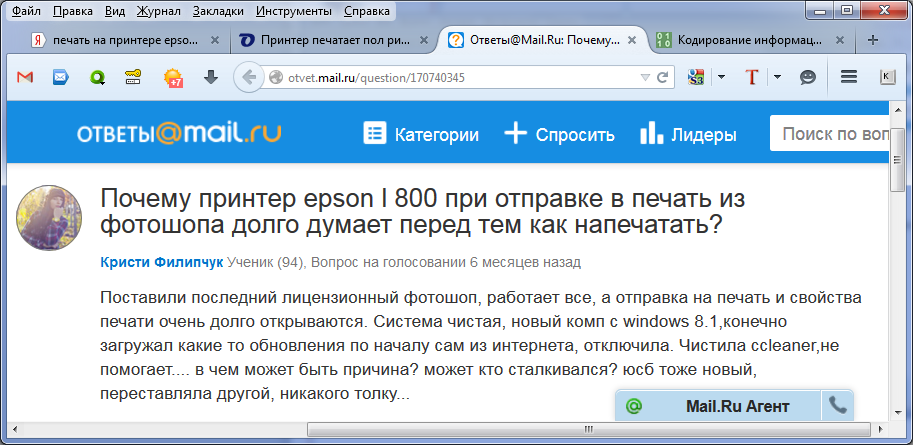 Файл Правка Вид Журнал Закладки Инструменты Справка
печать на принтере epso...
Принтер печатает пол ри...
Ответы@Mail.Ru: Почему...
Кодирование информац...
+7
otvet.mail.ru/question/170740345
S3
T
K
ответы@mail.ru
Категории
Спросить
Лидеры
Поиск по воп
Почему принтер epson l 800 при отправке в печать из
фотошопа долго думает перед тем как напечатать?
Кристи Филипчук Ученик (94), Вопрос на голосовании 6 месяцев назад
Поставили последний лицензионный фотошоп, работает все, а отправка на печать и свойства
печати очень долго открываются. Система чистая, новый комп с windows 8.1,конечно
загружал какие то обновления по началу сам из интернета, отключила. Чистила ccleaner,не
помогает.... в чем может быть причина? может кто сталкивался? юсб тоже новый,
переставляла другой, никакого толку...
Mail.Ru Агент